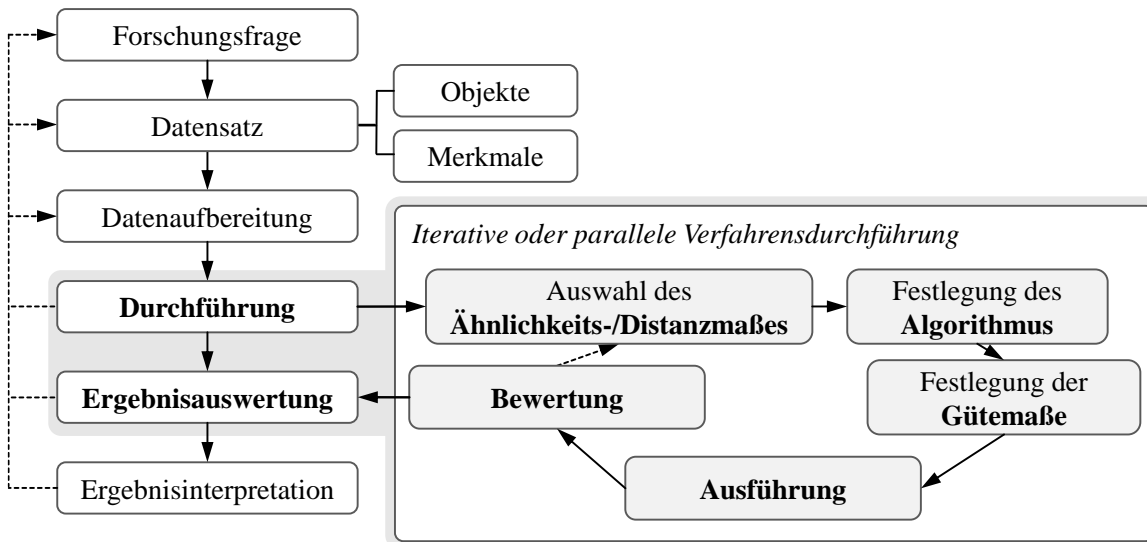 Forschungsfrage
Datensatz
Objekte
Merkmale
Datenaufbereitung
Durchführung
Ergebnisauswertung
Ergebnisinterpretation
Iterative oder parallele Verfahrensdurchführung
Auswahl des
Ähnlichkeits-/Distanzmaßes
Festlegung des
Algorithmus
Festlegung der
Gütemaße
Ausführung
Bewertung